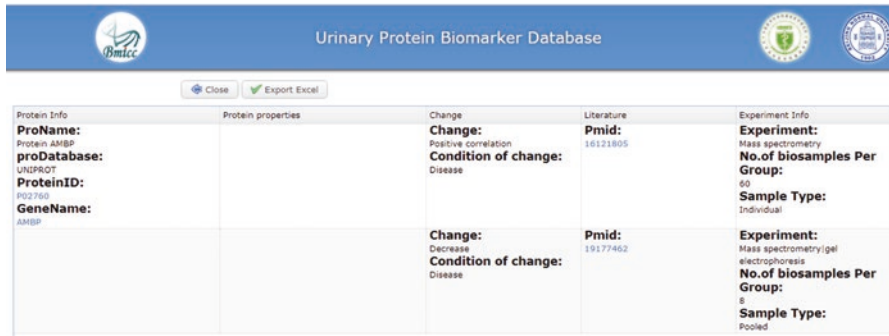 Bmicc
Urinary Protein Biomarker Database
Close
Export Excel
Protein Info
Protein properties
Change
Literature
Experiment Info
ProName:
Protein AMBP
proDatabase:
UNIPROT
ProteinID:
P02760
GeneName:
AMBP
Change:
Positive correlation
Condition of change:
Disease
Pmid:
16121805
Experiment:
Mass spectrometry
No.of biosamples Per
Group:
60
Sample Type:
Individual
Change:
Decrease
Condition of change:
Disease
Pmid:
19177462
Experiment:
Mass spectrometry|gel
electrophoresis
No.of biosamples Per
Group:
8
Sample Type:
Pooled